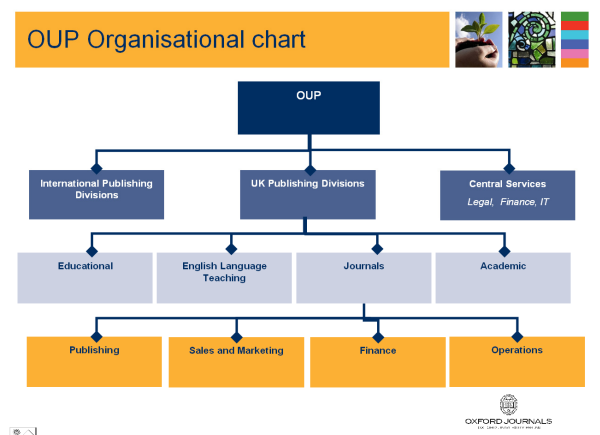 OUP Organisational chart
OUP
International Publishing
Divisions
UK Publishing Divisions
Central Services
Legal, Finance, IT
Educational
English Language
Teaching
Journals
Academic
Publishing
Sales and Marketing
Finance
Operations
OXFORD JOURNALS